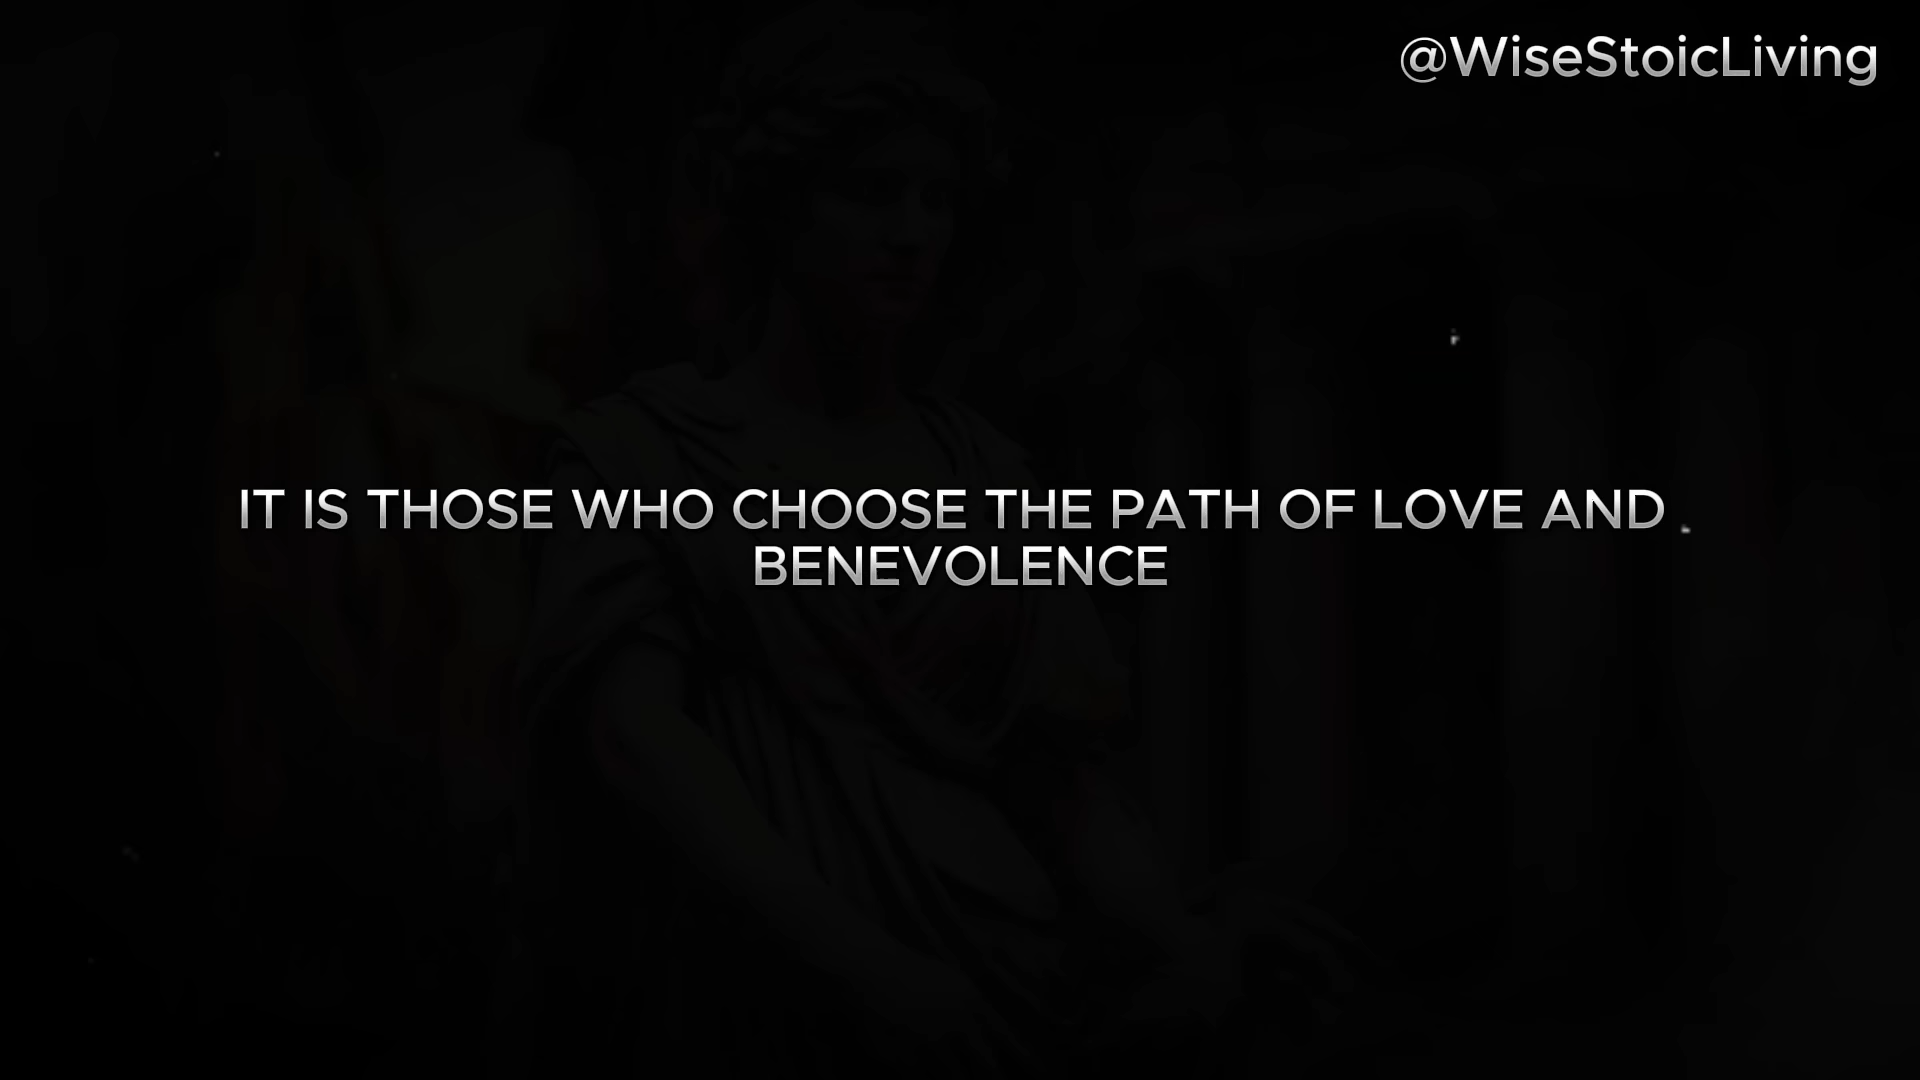 @WiseStoicLiving
IT IS THOSE WHO CHOOSE THE PATH OF LOVE AND
BENEVOLENCE